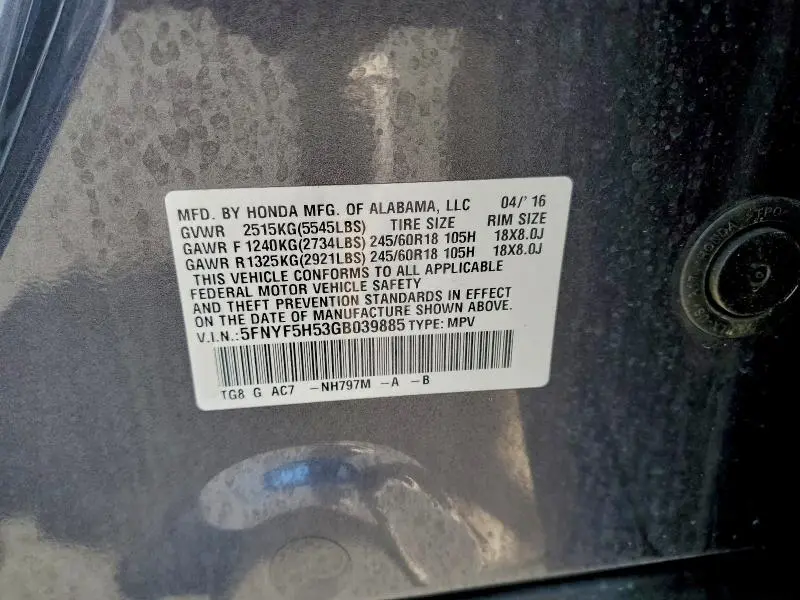 MFD. BY HONDA MFG. OF ALABAMA, LLC 04/'16
GVWR 2515KG(5545LBS) TIRE SIZE RIM SIZE
GAWR F 1240KG(2734LBS) 245/60R18 105H 18X8.0J
GAWR R 1325KG(2921LBS) 245/60R18 105H 18X8.0J
THIS VEHICLE CONFORMS TO ALL APPLICABLE
FEDERAL MOTOR VEHICLE SAFETY
AND THEFT PREVENTION STANDARDS IN EFFECT
ON THE DATE OF MANUFACTURE SHOWN ABOVE.
V.I.N.:5FNYF5H53GB039885 TYPE: MPV
TG8 G AC7 -NH797M -A -B
HONDA